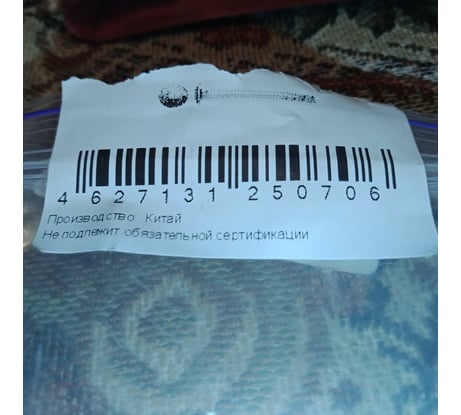 4 627131 250706
Производство: Китай
Не подлежит обязательной сертификации